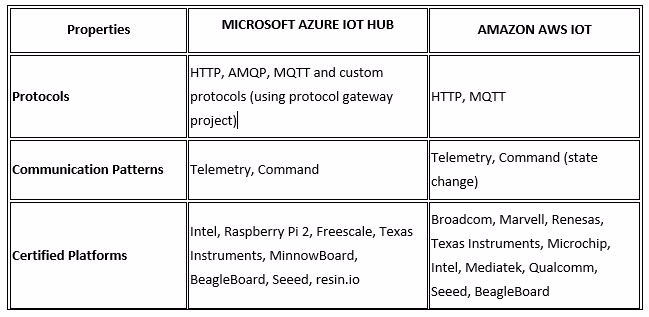 Properties
MICROSOFT AZURE IOT HUB
AMAZON AWS IOT
Protocols
HTTP, AMQP, MQTT and custom
protocols (using protocol gateway
project)
HTTP, MQTT
Communication Patterns
Telemetry, Command
Telemetry, Command (state
change)
Certified Platforms
Intel, Raspberry Pi 2, Freescale, Texas
Instruments, MinnowBoard,
BeagleBoard, Seeed, resin.io
Broadcom, Marvell, Renesas,
Texas Instruments, Microchip,
Intel, Mediatek, Qualcomm,
Seeed, BeagleBoard